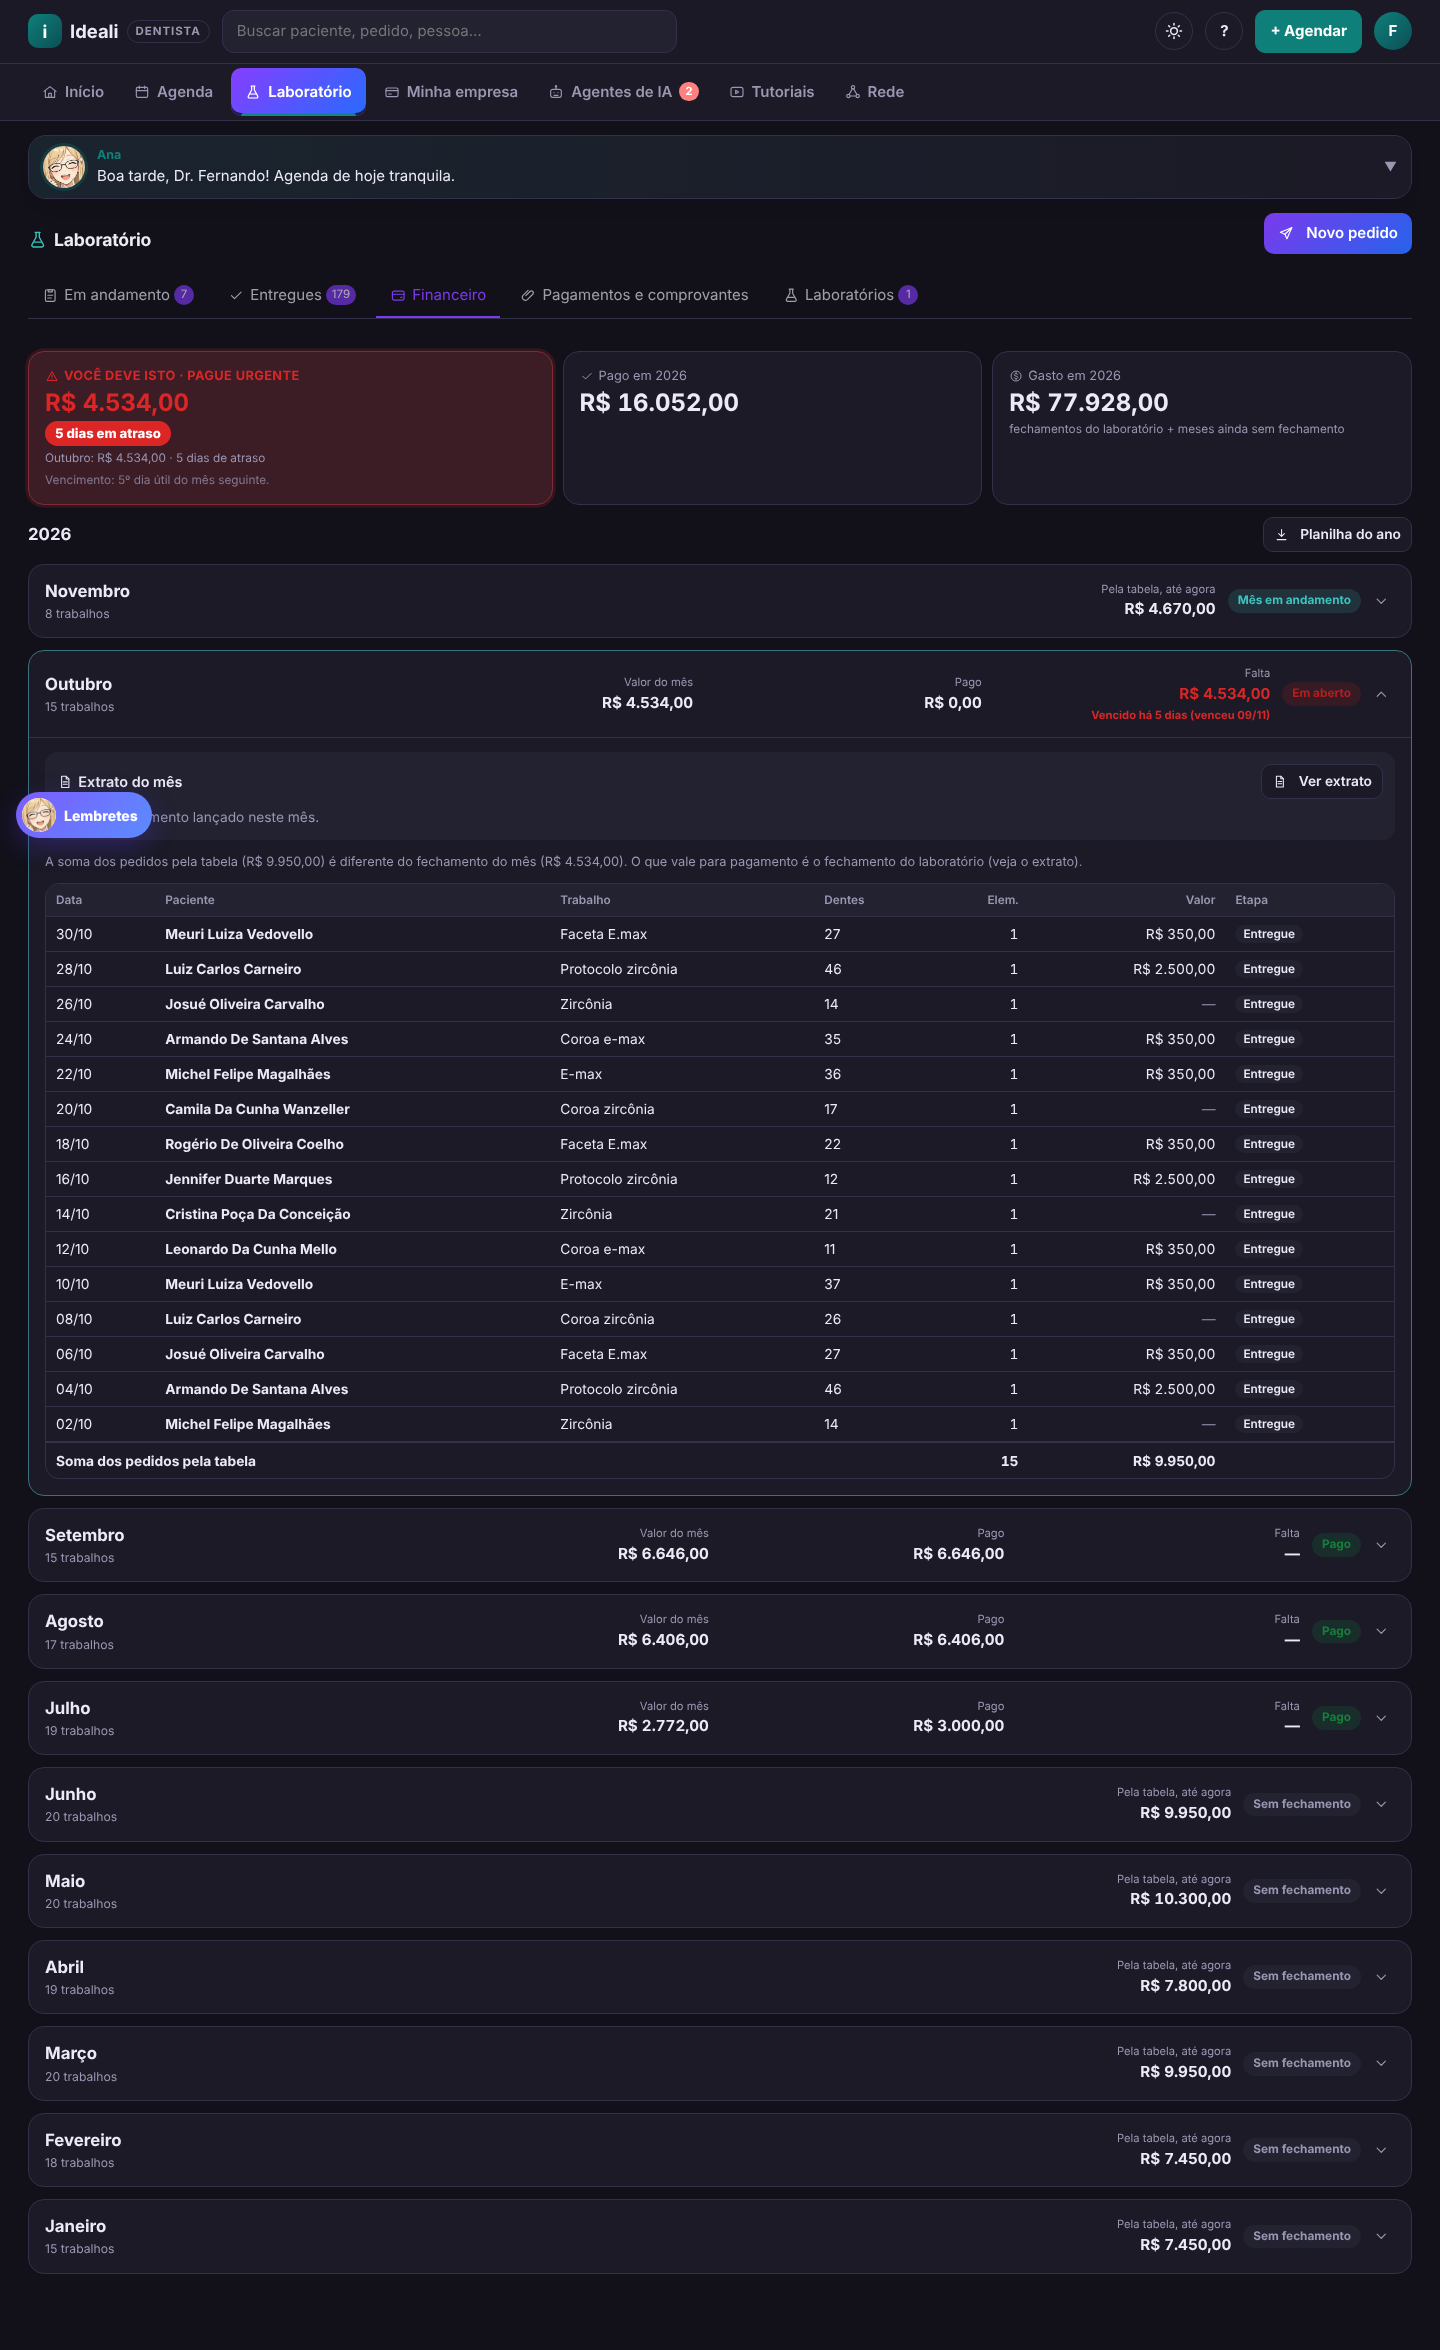 i Ideali DENTISTA Buscar paciente, pedido, pessoa... ? + Agendar F
Início Agenda Laboratório Minha empresa Agentes de IA 2 Tutoriais Rede
Ana
Boa tarde, Dr. Fernando! Agenda de hoje tranquila.
Laboratório Novo pedido
Em andamento 7 Entregues 179 Financeiro Pagamentos e comprovantes Laboratórios 1
VOCÊ DEVE ISTO · PAGUE URGENTE
R$ 4.534,00
5 dias em atraso
Outubro: R$ 4.534,00 · 5 dias de atraso
Vencimento: 5º dia útil do mês seguinte.
Pago em 2026
R$ 16.052,00
Gasto em 2026
R$ 77.928,00
fechamentos do laboratório + meses ainda sem fechamento
2026 Planilha do ano
Novembro
8 trabalhos
Pela tabela, até agora
R$ 4.670,00
Mês em andamento
Outubro
15 trabalhos
Valor do mês
R$ 4.534,00
Pago
R$ 0,00
Falta
R$ 4.534,00
Vencido há 5 dias (venceu 09/11)
Em aberto
Extrato do mês Ver extrato
Lembretes
lançado neste mês.
A soma dos pedidos pela tabela (R$ 9.950,00) é diferente do fechamento do mês (R$ 4.534,00). O que vale para pagamento é o fechamento do laboratório (veja o extrato).
Data Paciente Trabalho Dentes Elem. Valor Etapa
30/10 Meuri Luiza Vedovello Faceta E.max 27 1 R$ 350,00 Entregue
28/10 Luiz Carlos Carneiro Protocolo zircônia 46 1 R$ 2.500,00 Entregue
26/10 Josué Oliveira Carvalho Zircônia 14 1 — Entregue
24/10 Armando De Santana Alves Coroa e-max 35 1 R$ 350,00 Entregue
22/10 Michel Felipe Magalhães E-max 36 1 R$ 350,00 Entregue
20/10 Camila Da Cunha Wanzeller Coroa zircônia 17 1 — Entregue
18/10 Rogério De Oliveira Coelho Faceta E.max 22 1 R$ 350,00 Entregue
16/10 Jennifer Duarte Marques Protocolo zircônia 12 1 R$ 2.500,00 Entregue
14/10 Cristina Poça Da Conceição Zircônia 21 1 — Entregue
12/10 Leonardo Da Cunha Mello Coroa e-max 11 1 R$ 350,00 Entregue
10/10 Meuri Luiza Vedovello E-max 37 1 R$ 350,00 Entregue
08/10 Luiz Carlos Carneiro Coroa zircônia 26 1 — Entregue
06/10 Josué Oliveira Carvalho Faceta E.max 27 1 R$ 350,00 Entregue
04/10 Armando De Santana Alves Protocolo zircônia 46 1 R$ 2.500,00 Entregue
02/10 Michel Felipe Magalhães Zircônia 14 1 — Entregue
Soma dos pedidos pela tabela 15 R$ 9.950,00
Setembro
15 trabalhos
Valor do mês
R$ 6.646,00
Pago
R$ 6.646,00
Falta
—
Pago
Agosto
17 trabalhos
Valor do mês
R$ 6.406,00
Pago
R$ 6.406,00
Falta
—
Pago
Julho
19 trabalhos
Valor do mês
R$ 2.772,00
Pago
R$ 3.000,00
Falta
—
Pago
Junho
20 trabalhos
Pela tabela, até agora
R$ 9.950,00
Sem fechamento
Maio
20 trabalhos
Pela tabela, até agora
R$ 10.300,00
Sem fechamento
Abril
19 trabalhos
Pela tabela, até agora
R$ 7.800,00
Sem fechamento
Março
20 trabalhos
Pela tabela, até agora
R$ 9.950,00
Sem fechamento
Fevereiro
18 trabalhos
Pela tabela, até agora
R$ 7.450,00
Sem fechamento
Janeiro
15 trabalhos
Pela tabela, até agora
R$ 7.450,00
Sem fechamento